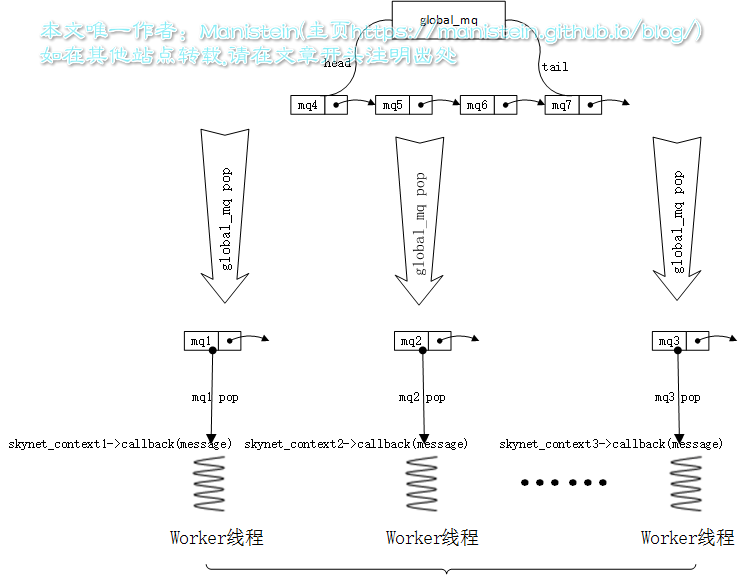 global_mq
本文唯一作者：Manistein(主页https://manistein.github.io/blog/)
如在其他站点转载,请在文章开头注明出处
head
tail
mq4 mq5 mq6 mq7
global_mq pop global_mq pop global_mq pop
mq1 mq2 mq3
mq1 pop mq2 pop mq3 pop
skynet_context1->callback(message) skynet_context2->callback(message) skynet_context3->callback(message)
Worker线程 Worker线程 Worker线程